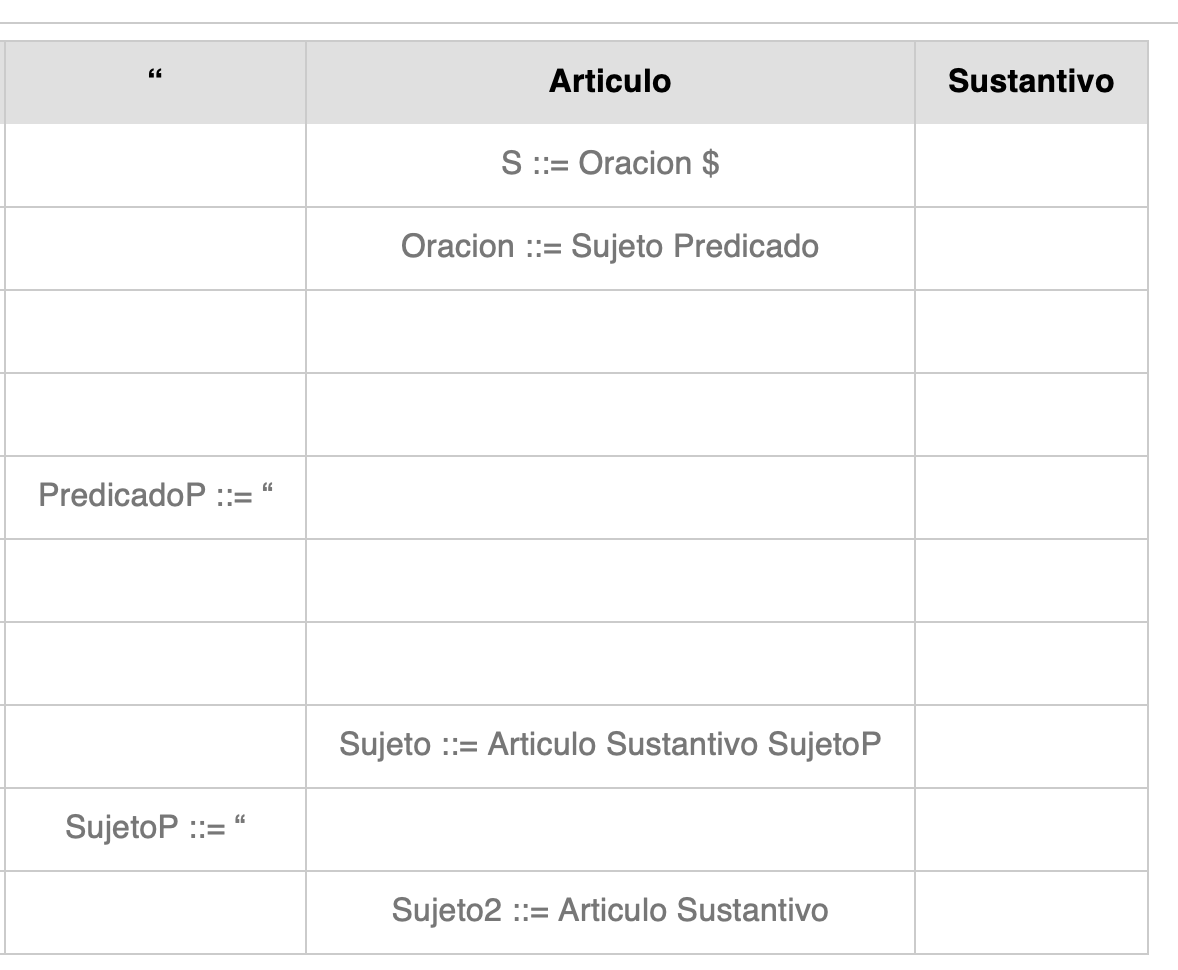 “ Articulo Sustantivo
S ::= Oracion $
Oracion ::= Sujeto Predicado
PredicadoP ::= “
Sujeto ::= Articulo Sustantivo SujetoP
SujetoP ::= “
Sujeto2 ::= Articulo Sustantivo